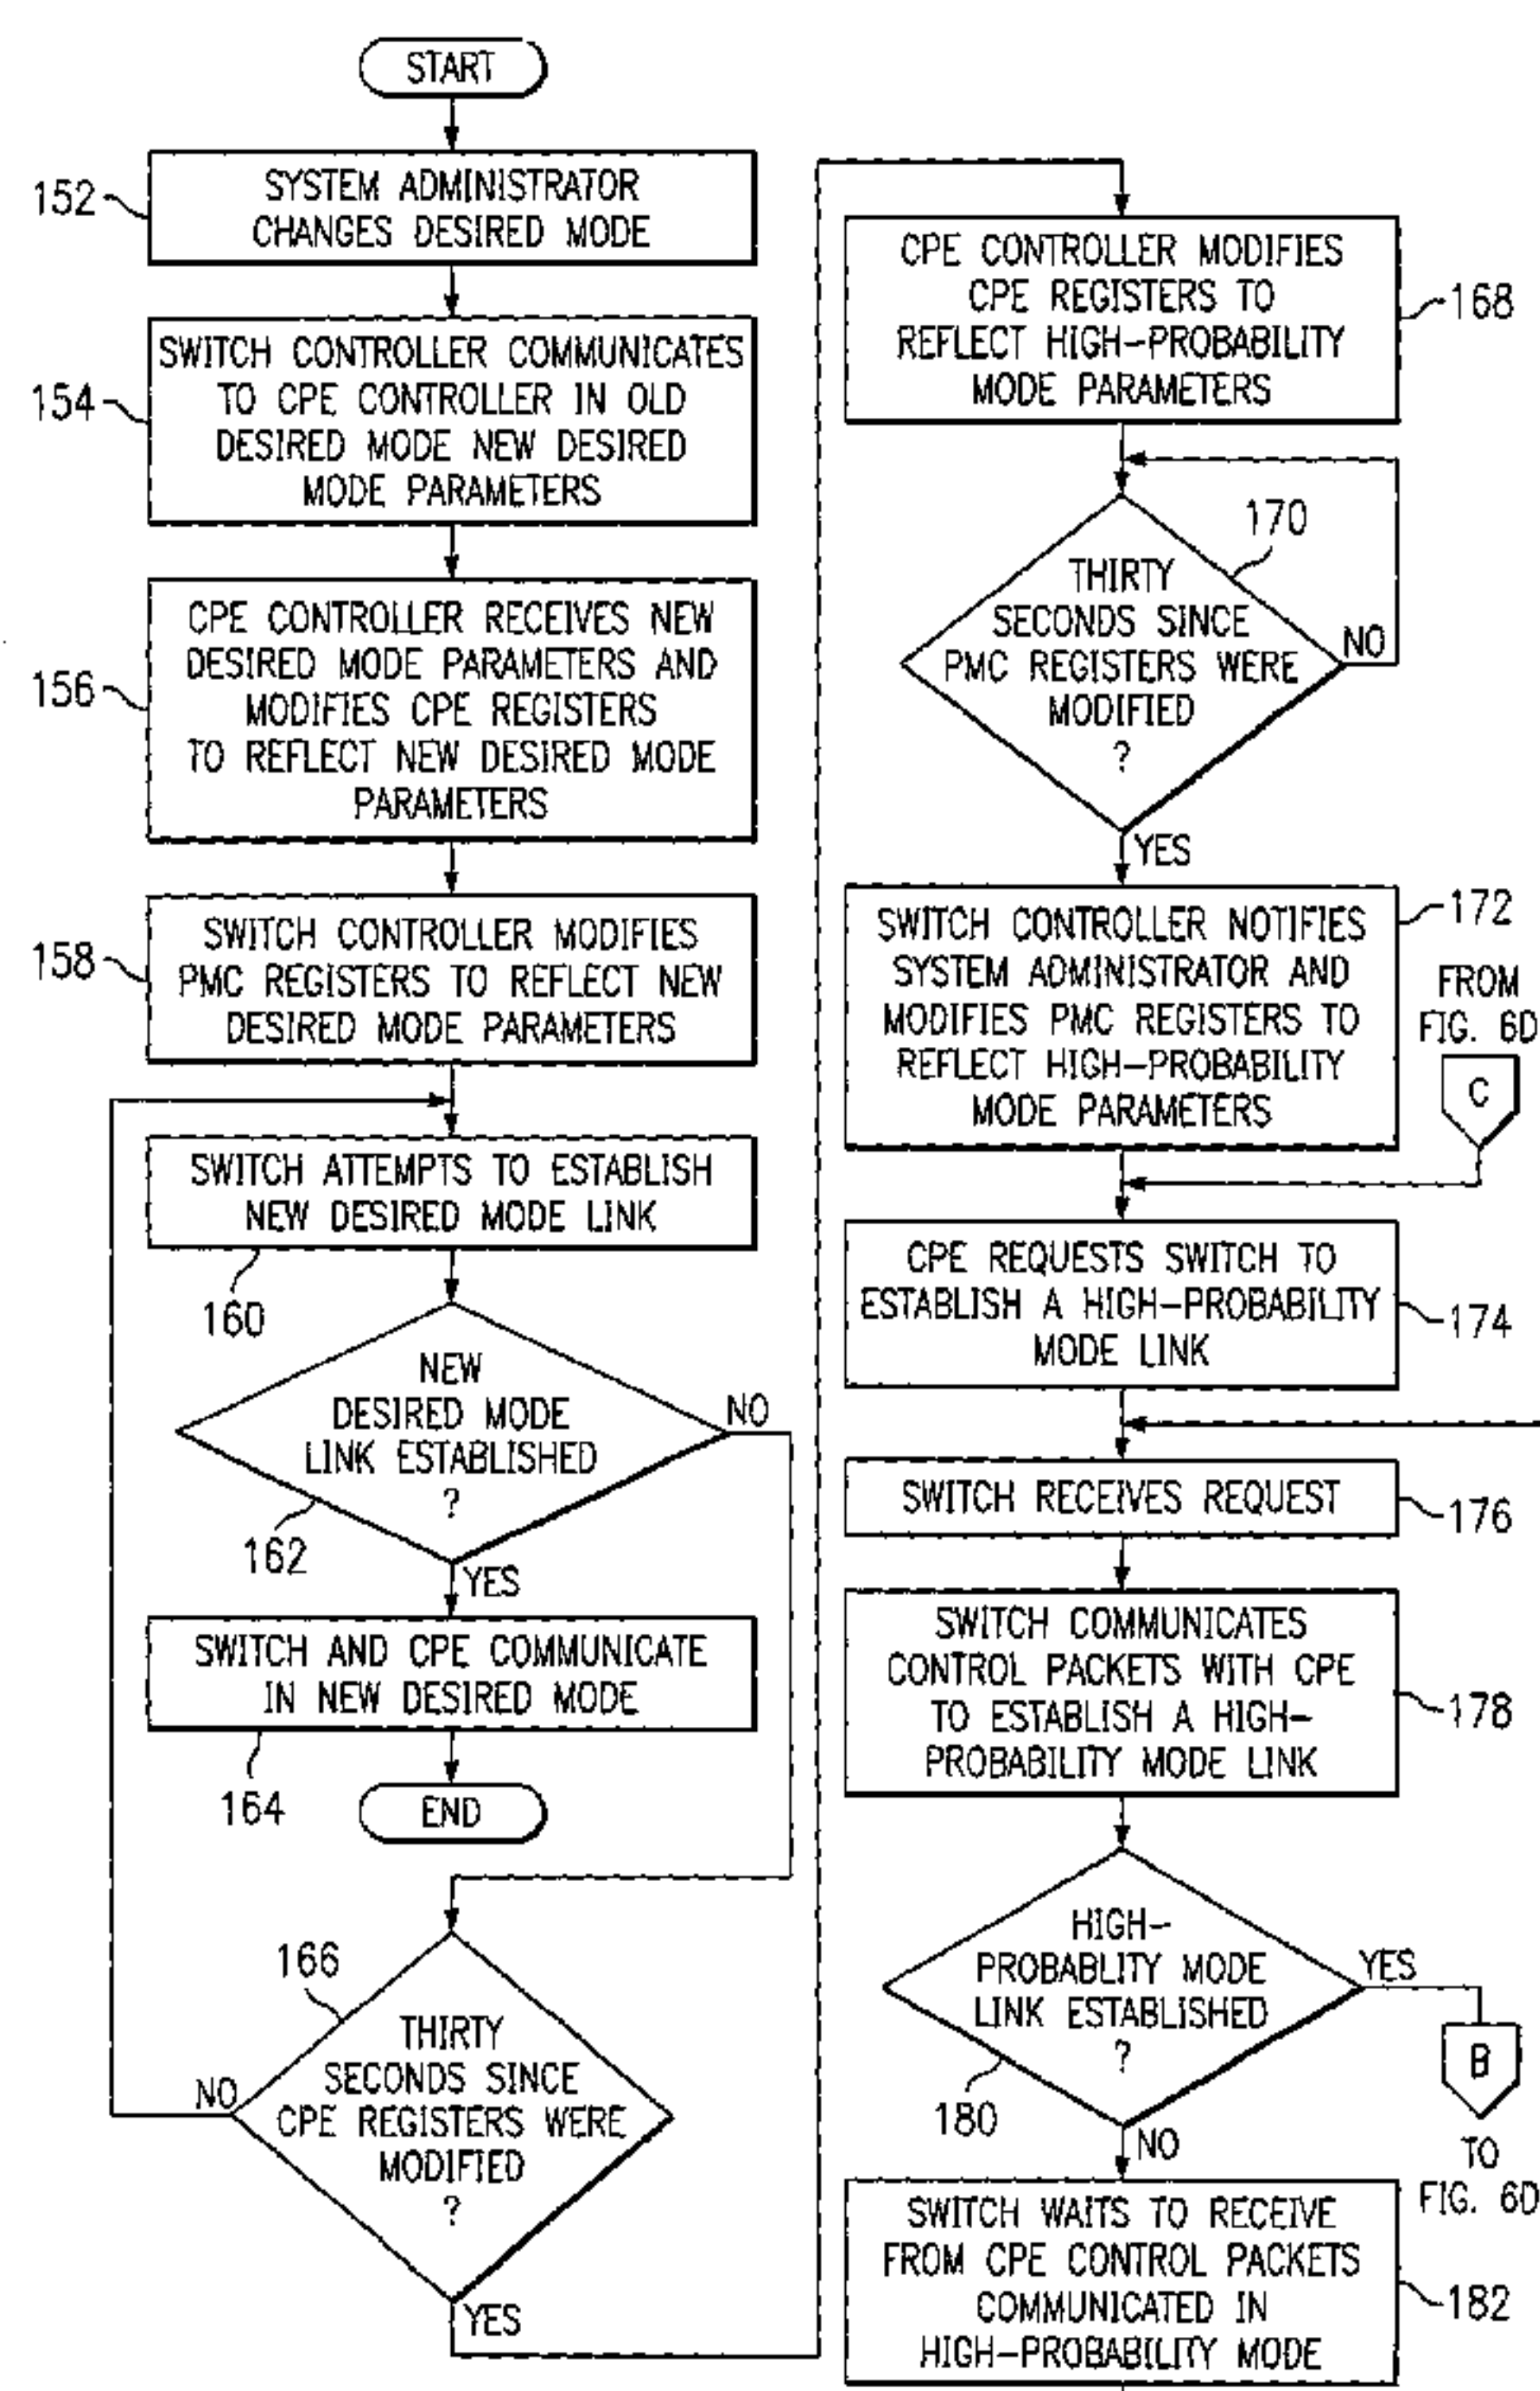 START
152
SYSTEM ADMINISTRATOR
CHANGES DESIRED MODE
154
SWITCH CONTROLLER COMMUNICATES
TO CPE CONTROLLER IN OLD
DESIRED MODE NEW DESIRED
MODE PARAMETERS
156
CPE CONTROLLER RECEIVES NEW
DESIRED MODE PARAMETERS AND
MODIFIES CPE REGISTERS
TO REFLECT NEW DESIRED MODE
PARAMETERS
158
SWITCH CONTROLLER MODIFIES
PMC REGISTERS TO REFLECT NEW
DESIRED MODE PARAMETERS
SWITCH ATTEMPTS TO ESTABLISH
NEW DESIRED MODE LINK
160
NEW
DESIRED MODE
LINK ESTABLISHED
?
NO
162
YES
SWITCH AND CPE COMMUNICATE
IN NEW DESIRED MODE
164
END
166
THIRTY
SECONDS SINCE
CPE REGISTERS WERE
MODIFIED
?
NO
YES
CPE CONTROLLER MODIFIES
CPE REGISTERS TO
REFLECT HIGH-PROBABILITY
MODE PARAMETERS
168
170
THIRTY
SECONDS SINCE
PMC REGISTERS WERE
MODIFIED
?
NO
YES
SWITCH CONTROLLER NOTIFIES
SYSTEM ADMINISTRATOR AND
MODIFIES PMC REGISTERS TO
REFLECT HIGH-PROBABILITY
MODE PARAMETERS
172
FROM
FIG. 6D
C
CPE REQUESTS SWITCH TO
ESTABLISH A HIGH-PROBABILITY
MODE LINK
174
SWITCH RECEIVES REQUEST
176
SWITCH COMMUNICATES
CONTROL PACKETS WITH CPE
TO ESTABLISH A HIGH-
PROBABILITY MODE LINK
178
HIGH-
PROBABLITY MODE
LINK ESTABLISHED
?
YES
180
NO
B
TO
FIG. 6D
SWITCH WAITS TO RECEIVE
FROM CPE CONTROL PACKETS
COMMUNICATED IN
HIGH-PROBABILITY MODE
182